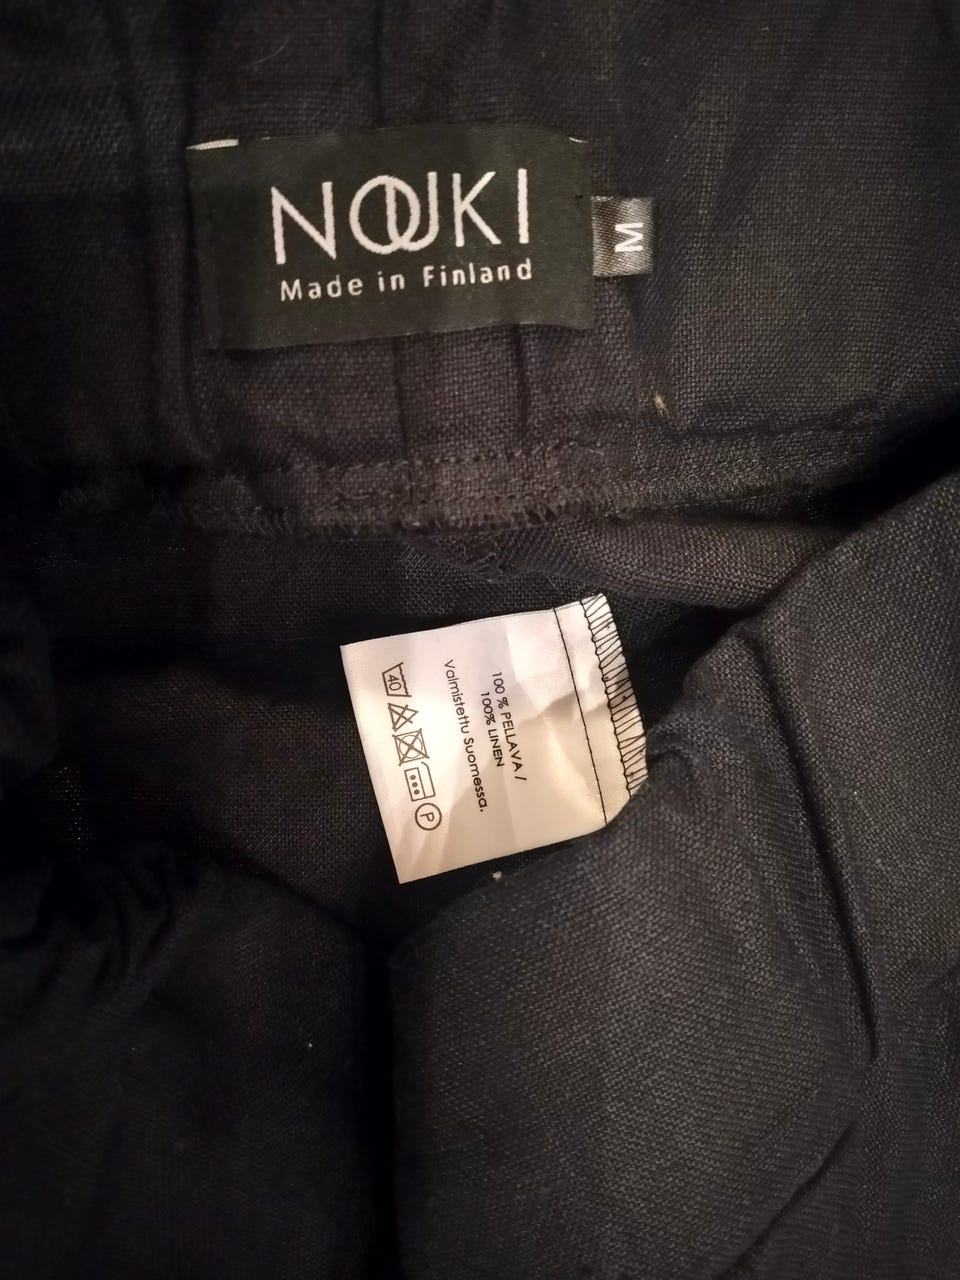 NOUKI
Made in Finland
M
100 % PELLAVA /
100% LINEN
Valmistettu Suomessa.
40
P